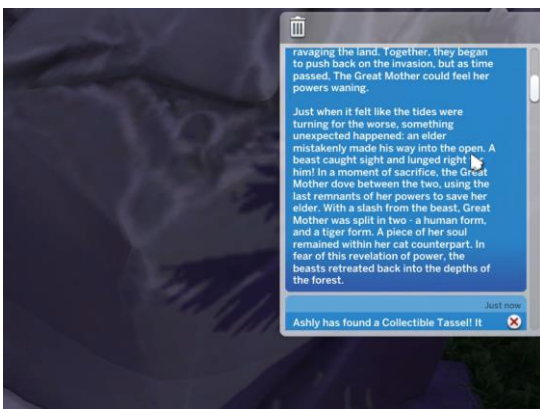 ravaging the land. Together, they began
to push back on the invasion, but as time
passed, The Great Mother could feel her
powers waning.
Just when it felt like the tides were
turning for the worse, something
unexpected happened: an elder
mistakenly made his way into the open. A
beast caught sight and lunged right
him! In a moment of sacrifice, the Great
Mother dove between the two, using the
last remnants of her powers to save her
elder. With a slash from the beast, Great
Mother was split in two - a human form,
and a tiger form. A piece of her soul
remained within her cat counterpart. In
fear of this revelation of power, the
beasts retreated back into the depths of
the forest.
Just now
Ashly has found a Collectible Tassel! It